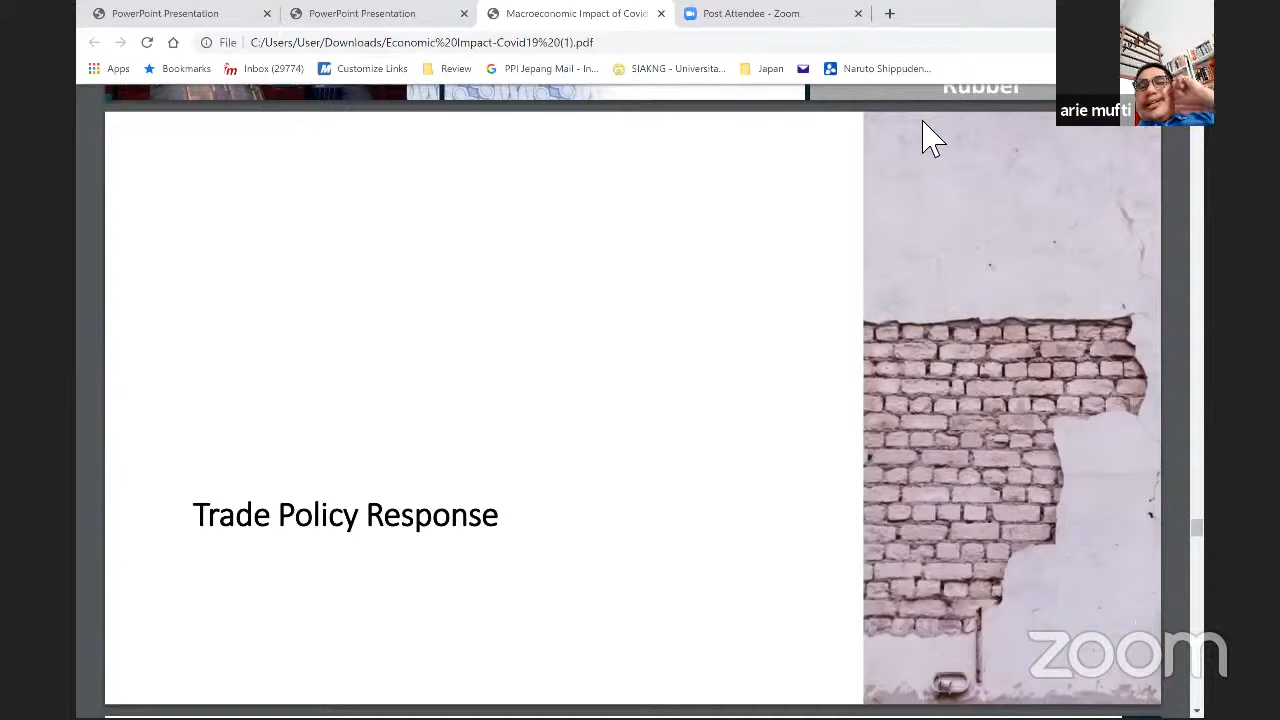 PowerPoint Presentation
PowerPoint Presentation
Macroeconomic Impact of Covid
Post Attendee - Zoom
File
C:/Users/User/Downloads/Economic%20Impact-Covid19%20(1).pdf
Apps
Bookmarks
Inbox (29774)
Customize Links
Review
PPI Jepang Mail - In...
SIAKNG - Universita...
Japan
Naruto Shippuden...
Rubber
arie mufti
Trade Policy Response
zoom